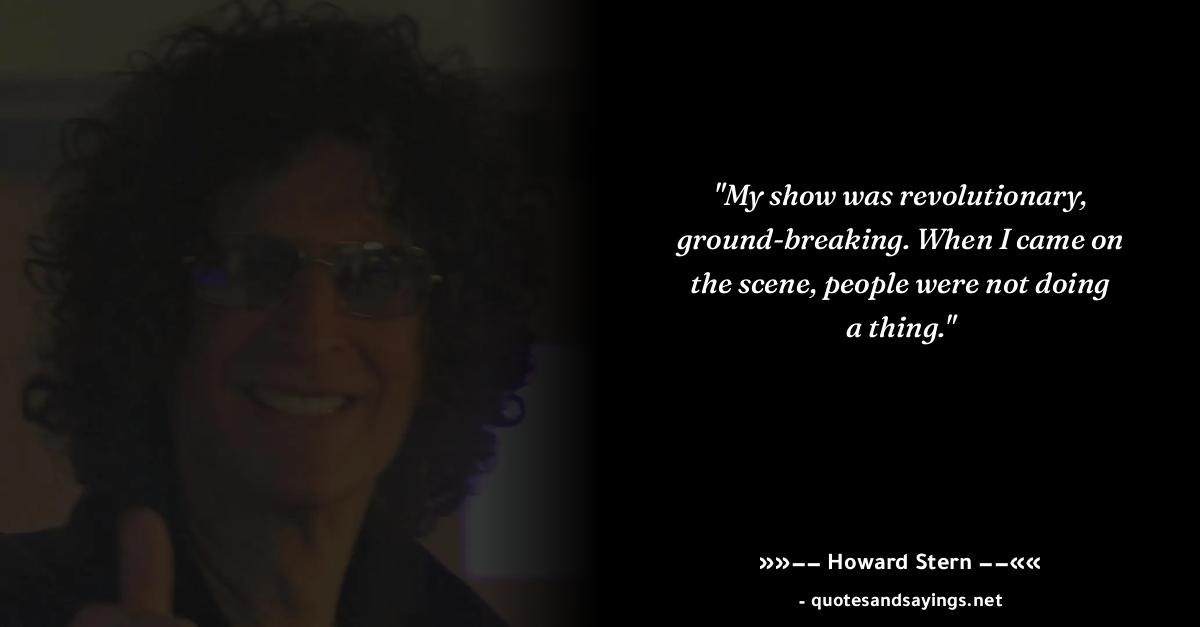 "My show was revolutionary,
ground-breaking. When I came on
the scene, people were not doing
a thing."
»»−− Howard Stern −−««
- quotesandsayings.net